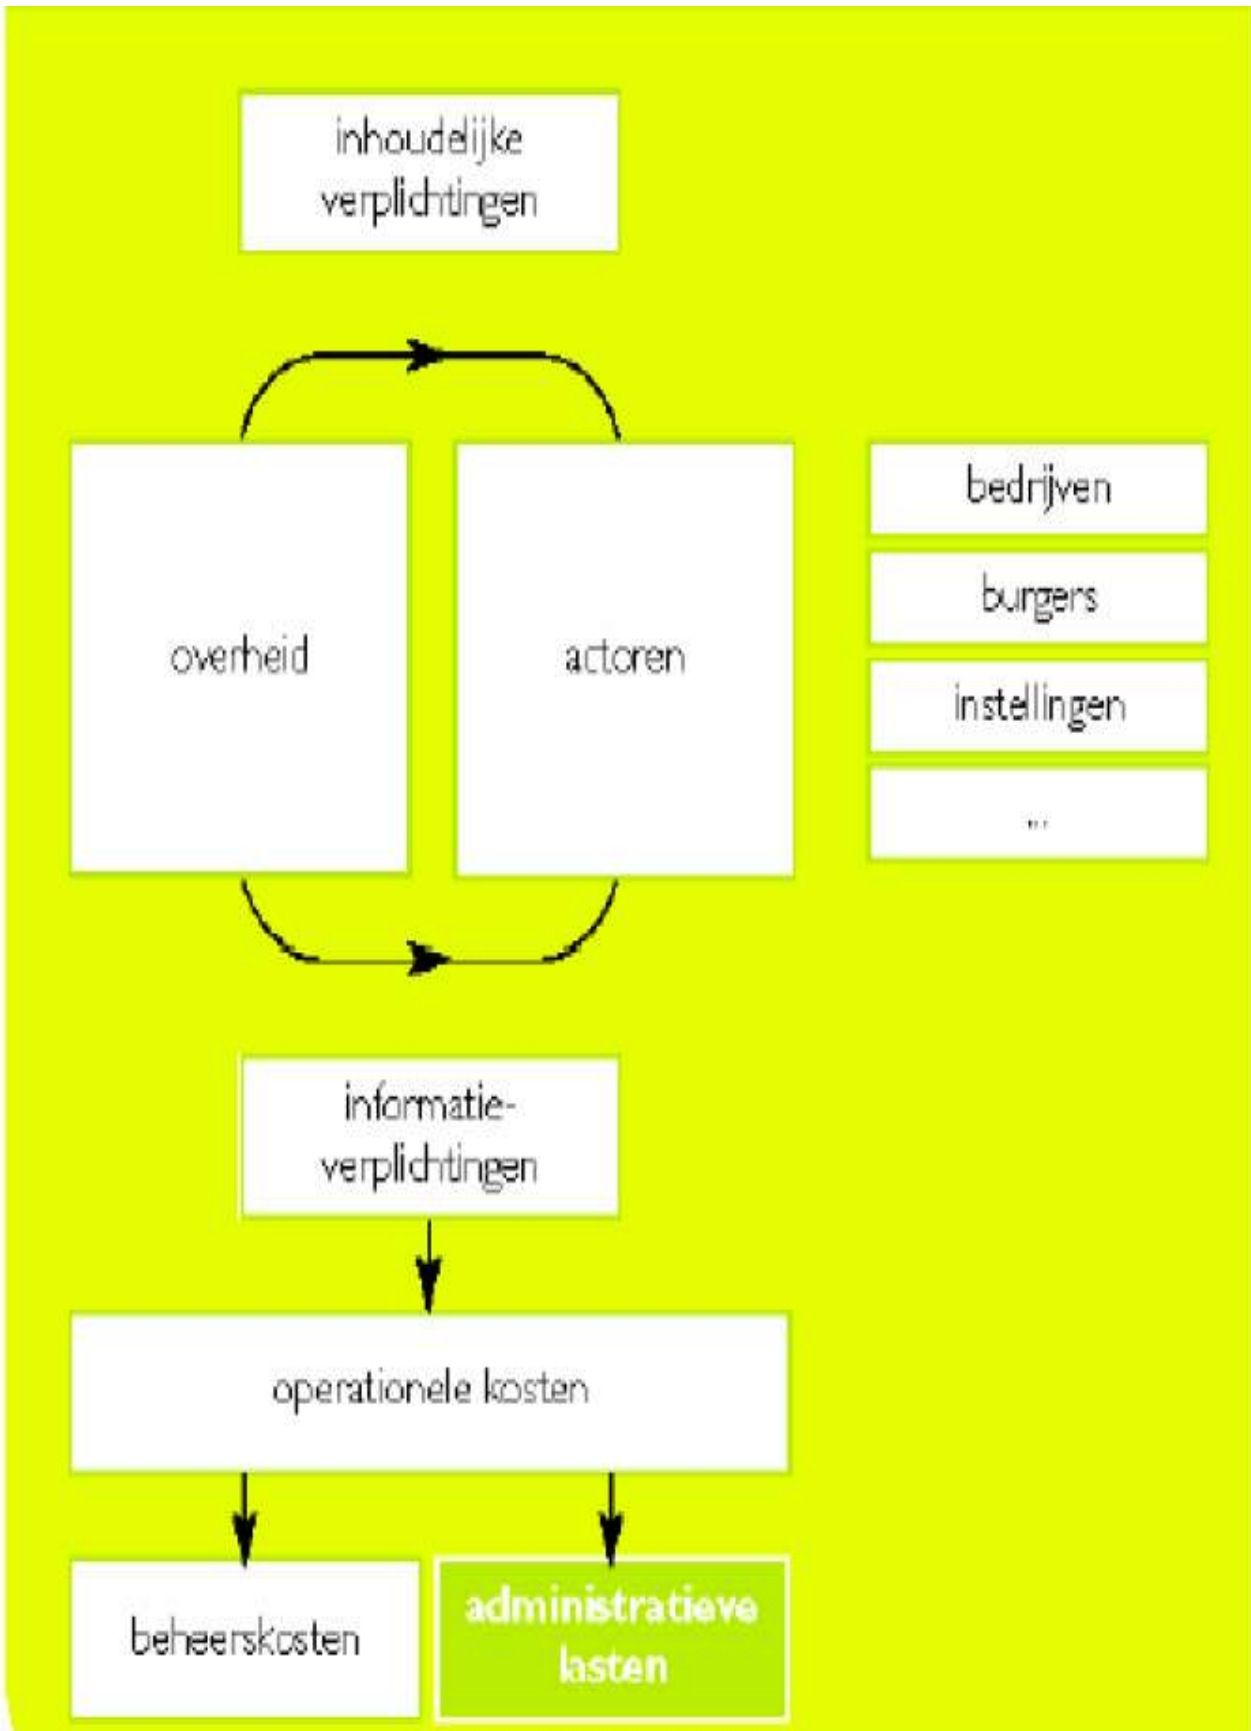 inhoudelijke
verplichtingen
overheid
actoren
bedrijven
burgers
instellingen
...
informatie-
verplichtingen
operationele kosten
beheerskosten
administratieve
lasten